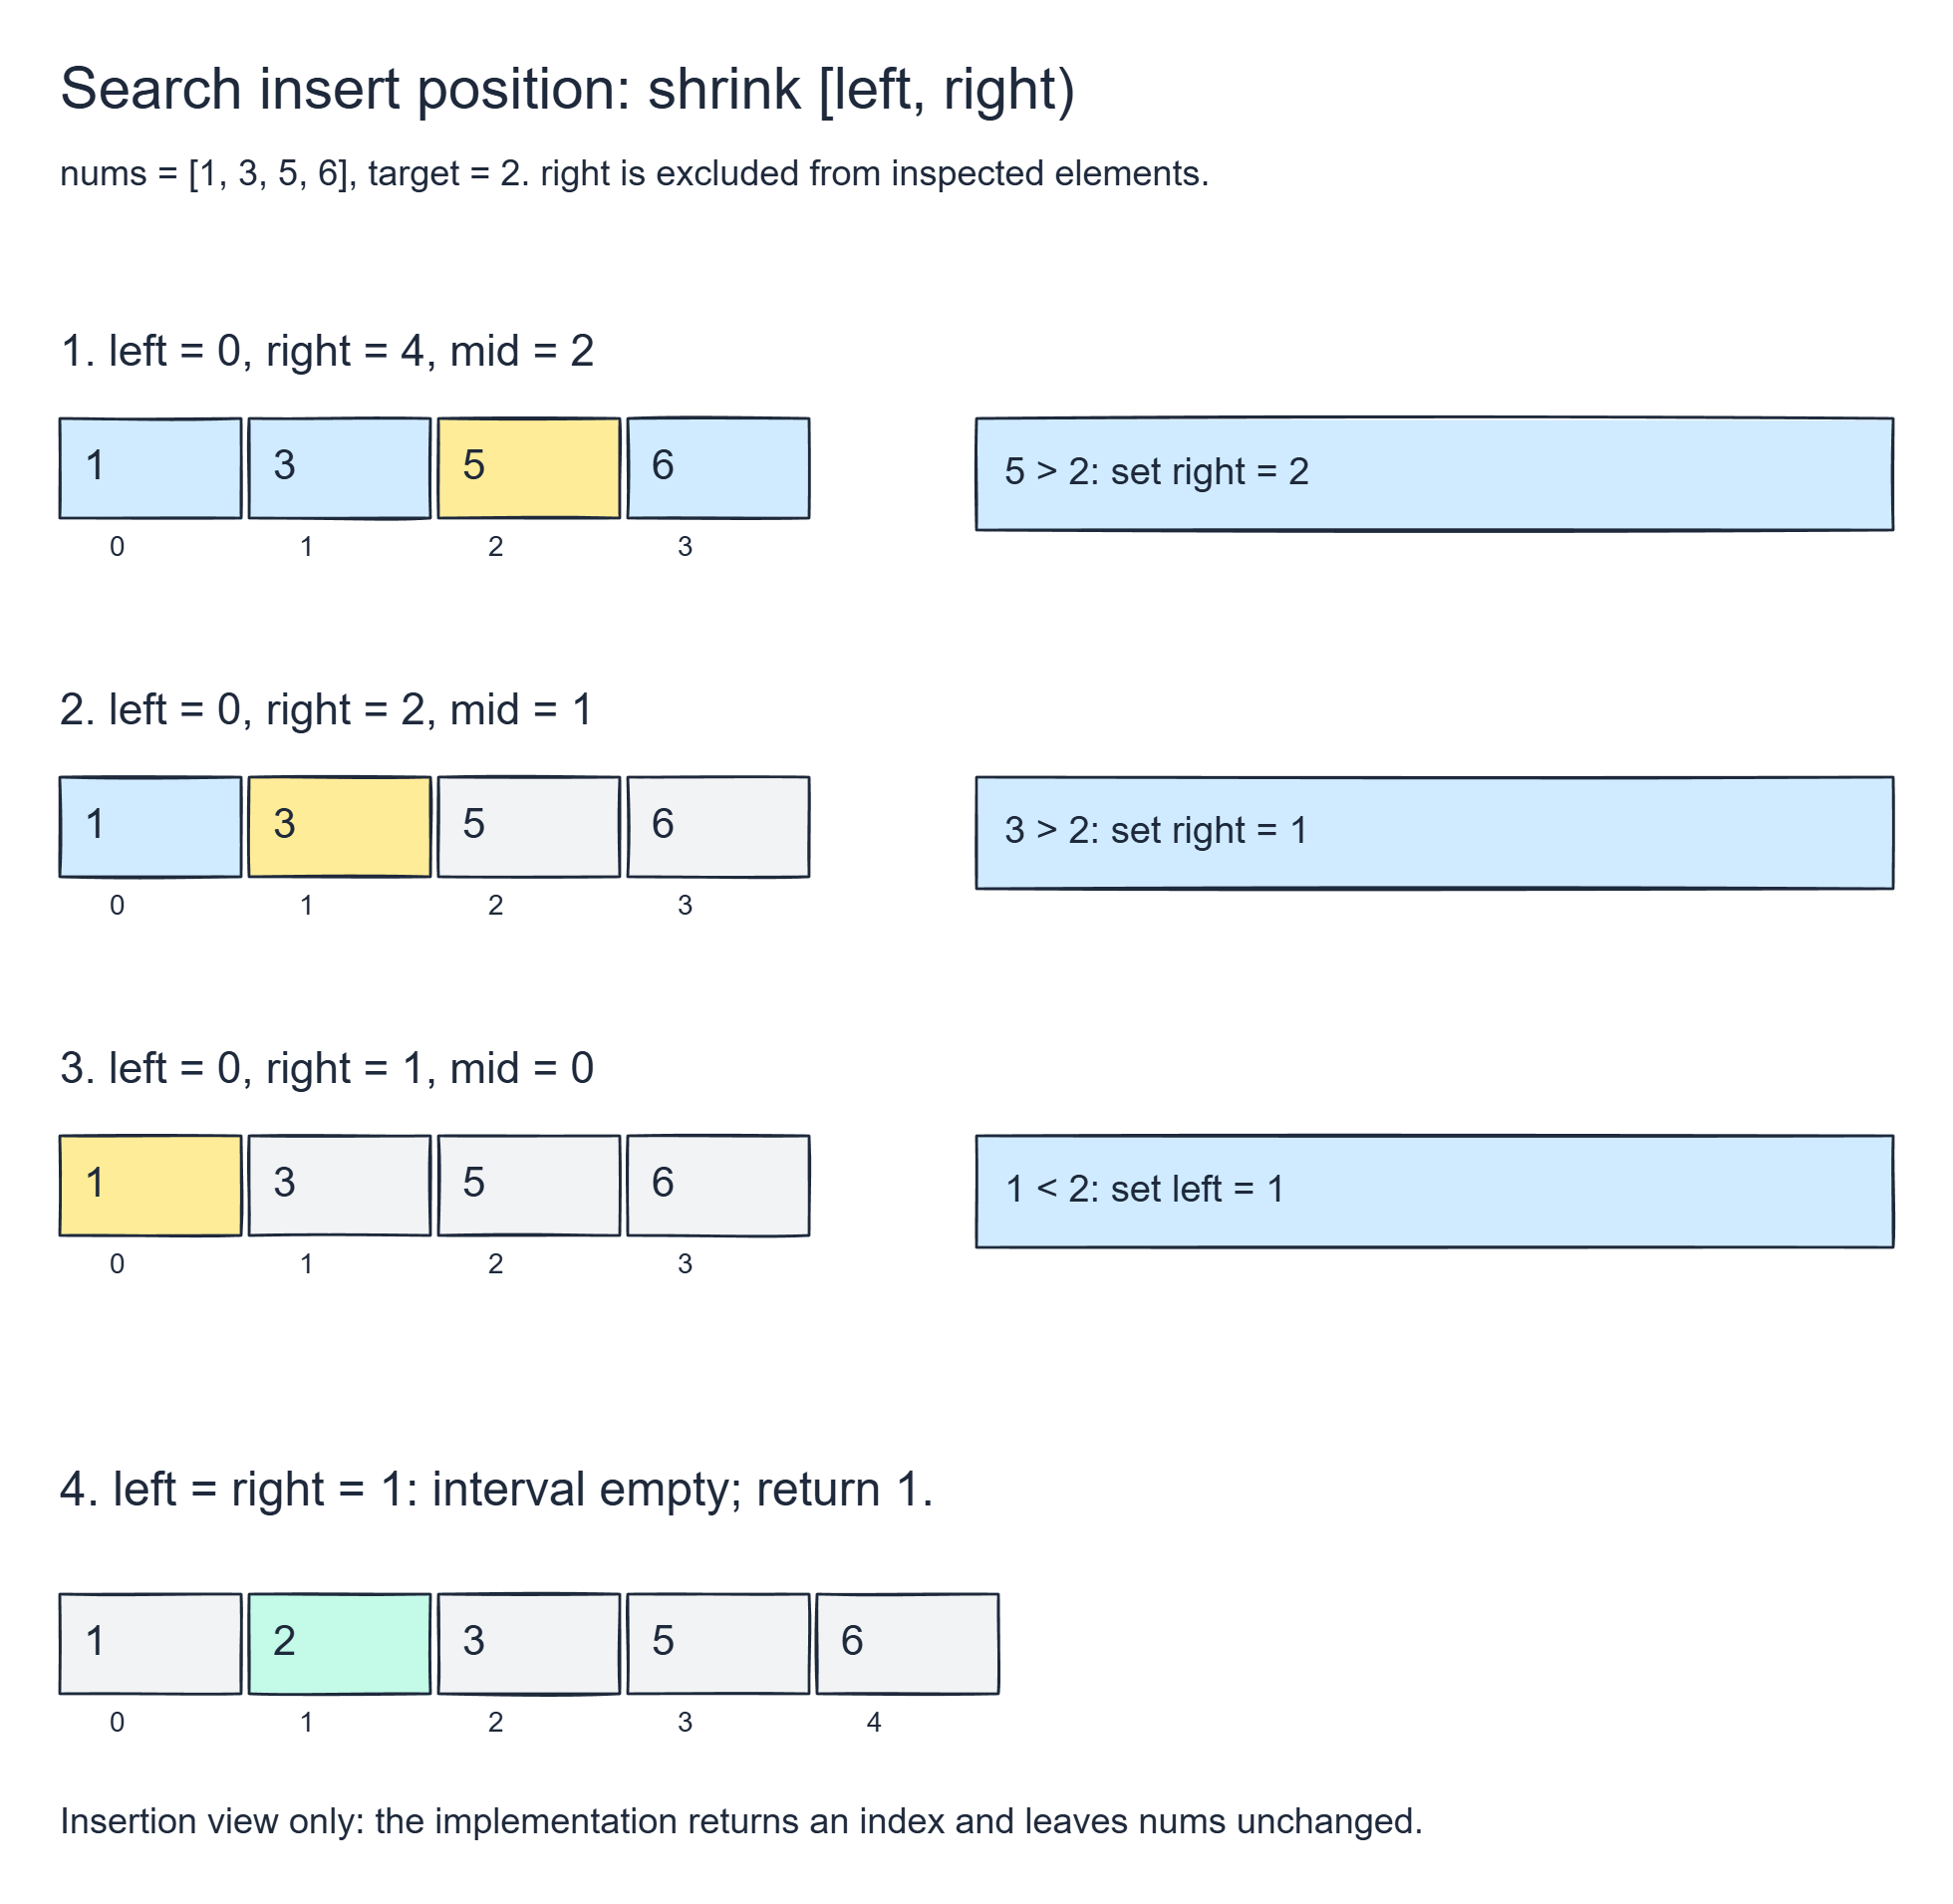 Search insert position: shrink [left, right)
nums = [1, 3, 5, 6], target = 2. right is excluded from inspected elements.
1. left = 0, right = 4, mid = 2
1 3 5 6
5 > 2: set right = 2
0 1 2 3
2. left = 0, right = 2, mid = 1
1 3 5 6
3 > 2: set right = 1
0 1 2 3
3. left = 0, right = 1, mid = 0
1 3 5 6
1 < 2: set left = 1
0 1 2 3
4. left = right = 1: interval empty; return 1.
1 2 3 5 6
0 1 2 3 4
Insertion view only: the implementation returns an index and leaves nums unchanged.